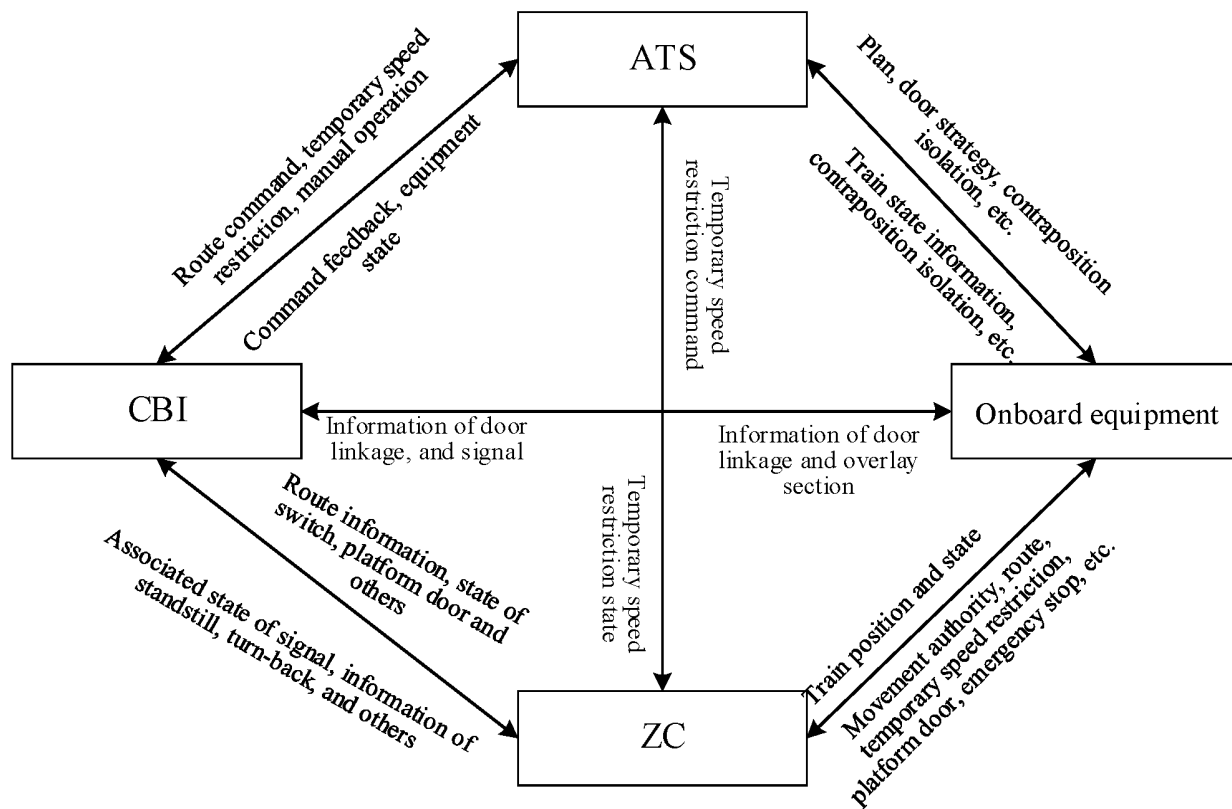 ATS
Route command, temporary speed
restriction, manual operation
Command feedback, equipment
state
Plan, door strategy, contraposition
isolation, etc.
Train state information,
contraposition isolation, etc.
Temporary speed
restriction command
CBI
Onboard equipment
Information of door
linkage, and signal
Information of door
linkage and overlay
section
Temporary speed
restriction state
Route information, state of
switch, platform door and
others
Associated state of signal, information of
standstill, turn-back, and others
Train position and state
Movement authority, route,
temporary speed restriction,
platform door, emergency stop, etc.
ZC